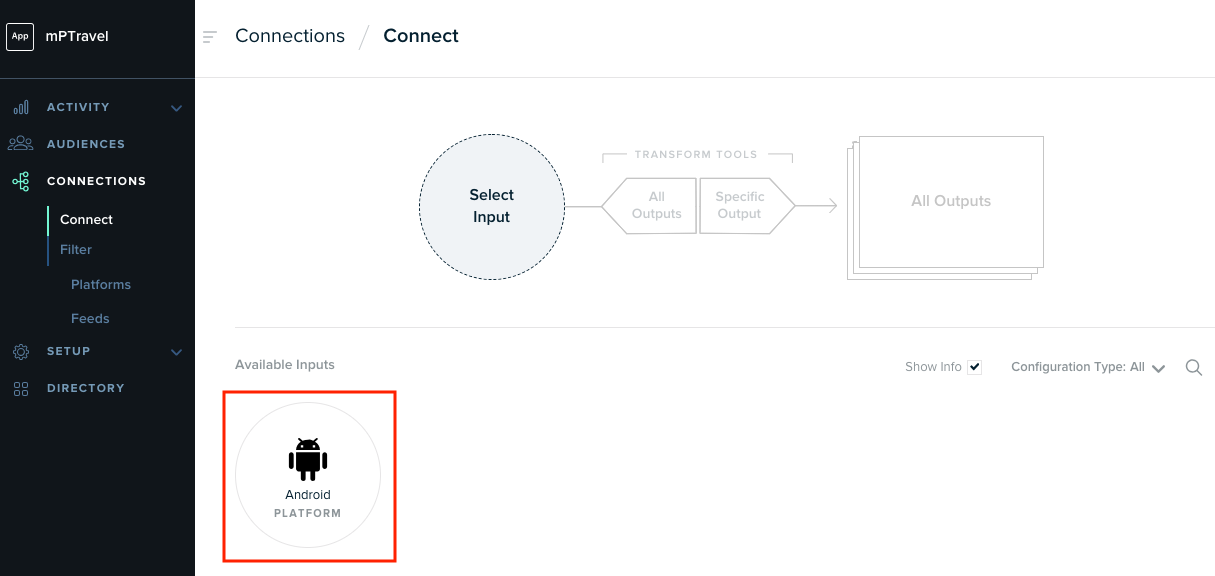 App
mPTravel
Connections / Connect
ACTIVITY
AUDIENCES
CONNECTIONS
Connect
Filter
Platforms
Feeds
SETUP
DIRECTORY
Select
Input
TRANSFORM TOOLS
All
Outputs
Specific
Output
All Outputs
Available Inputs
Show Info
Configuration Type: All
Android
PLATFORM